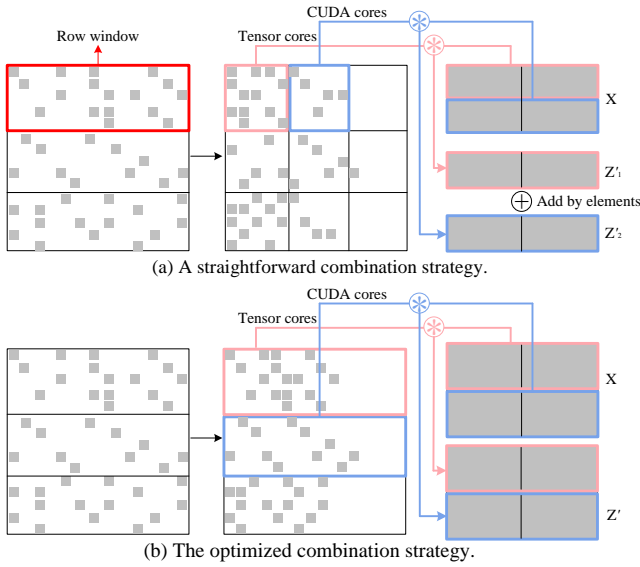 CUDA cores
Row window
Tensor cores
X
Z'₁
Add by elements
Z'₂
(a) A straightforward combination strategy.
CUDA cores
Tensor cores
X
Z'
(b) The optimized combination strategy.